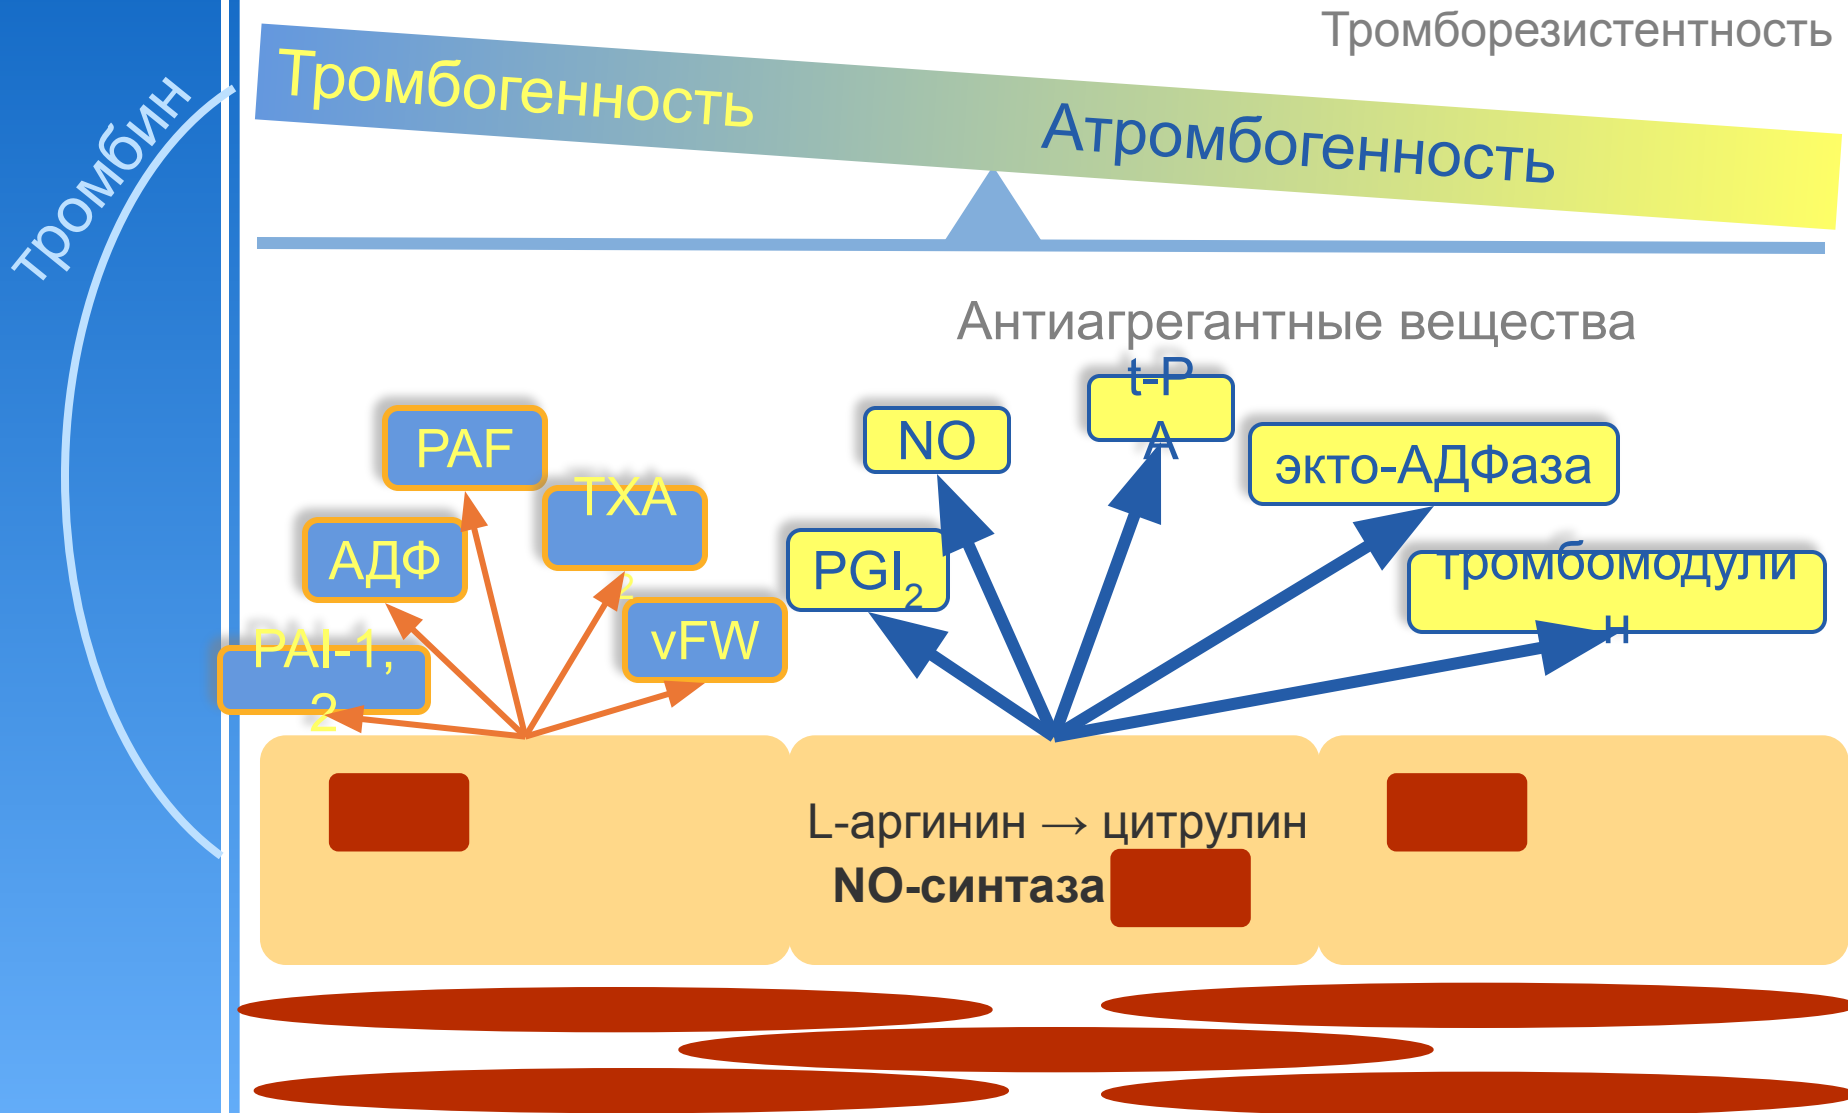 Тромборезистентность
Тромбогенность
Атромбогенность
тромбин
Антиагрегантные вещества
PAF
TXA
2
АДФ
vFW
PAI-1,
2
NO
t-P
A
экто-АДФаза
PGI₂
тромбомодули
н
L-аргинин → цитрулин
NO-синтаза